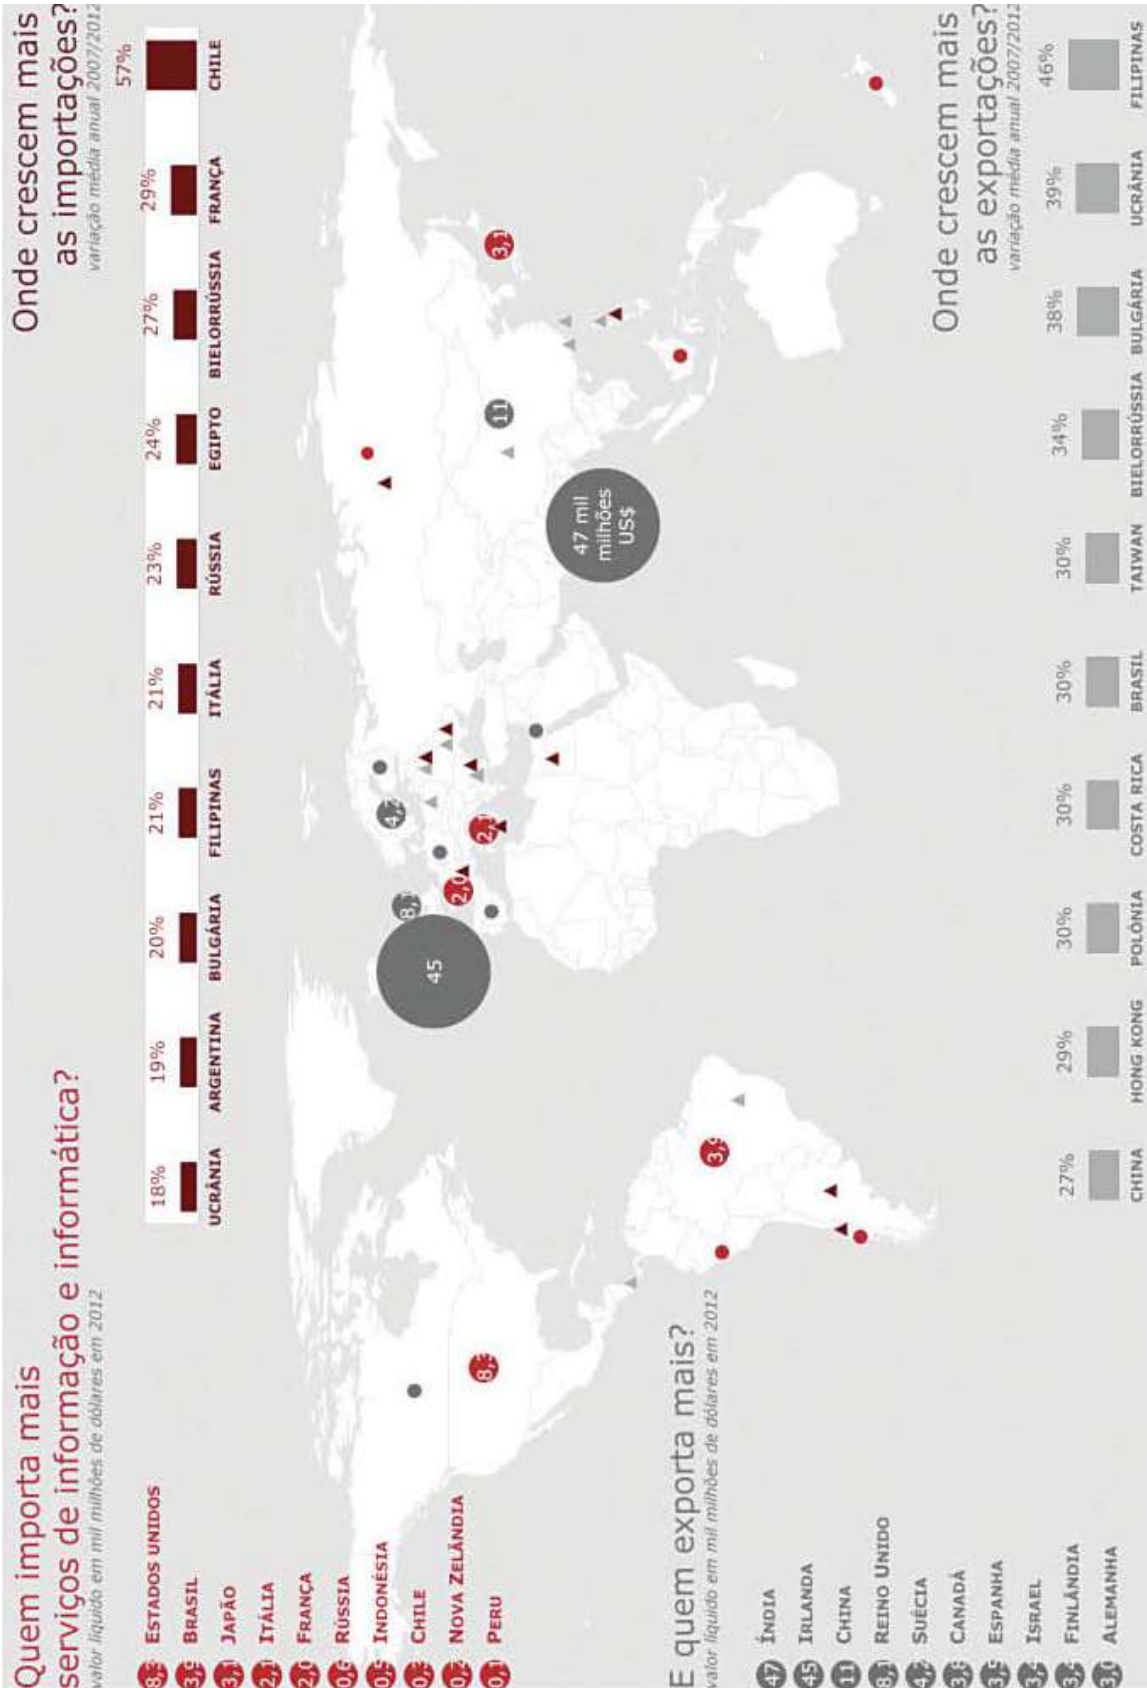 Quem importa mais
serviços de informação e informática?
valor líquido em mil milhões de dólares em 2012
ESTADOS UNIDOS
BRASIL
JAPÃO
ITÁLIA
FRANÇA
RÚSSIA
INDONÉSIA
CHILE
NOVA ZELÂNDIA
PERU
Onde crescem mais
as importações?
variação média anual 2007/2012
18% 19% 20% 21% 21% 23% 24% 27% 29% 57%
UCRÂNIA ARGENTINA BULGÁRIA FILIPINAS ITÁLIA RÚSSIA EGIPTO BIELORRÚSSIA FRANÇA CHILE
45
11
47 mil
milhões
US$
E quem exporta mais?
valor líquido em mil milhões de dólares em 2012
47 ÍNDIA
45 IRLANDA
11 CHINA
REINO UNIDO
SUÉCIA
CANADÁ
ESPANHA
ISRAEL
FINLÂNDIA
ALEMANHA
Onde crescem mais
as exportações?
variação média anual 2007/2012
27% 29% 30% 30% 30% 30% 34% 38% 39% 46%
CHINA HONG-KONG POLÓNIA COSTA RICA BRASIL TAIWAN BIELORRÚSSIA BULGÁRIA UCRÂNIA FILIPINAS